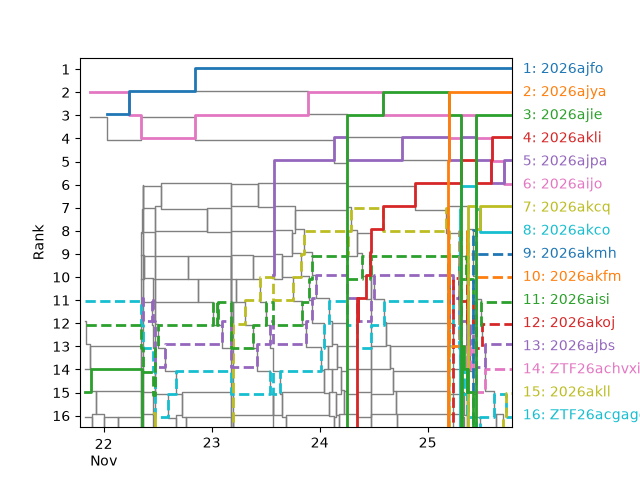 1
2
3
4
5
6
7
8
9
10
11
12
13
14
15
16
Rank
22
23
24
25
Nov
1: 2026ajfo
2: 2026ajya
3: 2026ajie
4: 2026akli
5: 2026ajpa
6: 2026aijo
7: 2026akcq
8: 2026akco
9: 2026akmh
10: 2026akfm
11: 2026aisi
12: 2026akoj
13: 2026ajbs
14: ZTF26achvxi
15: 2026akll
16: ZTF26acgag